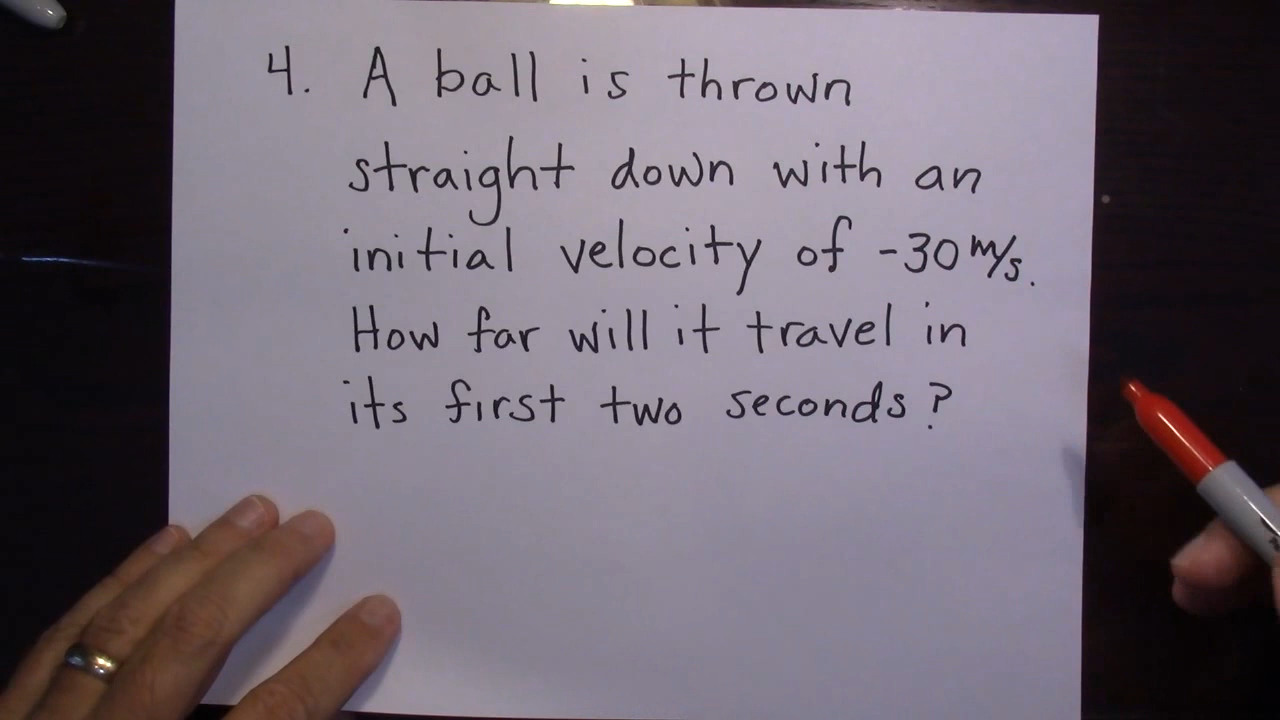 4. A ball is thrown
straight down with an
initial velocity of -30 m/s.
How far will it travel in
its first two seconds?